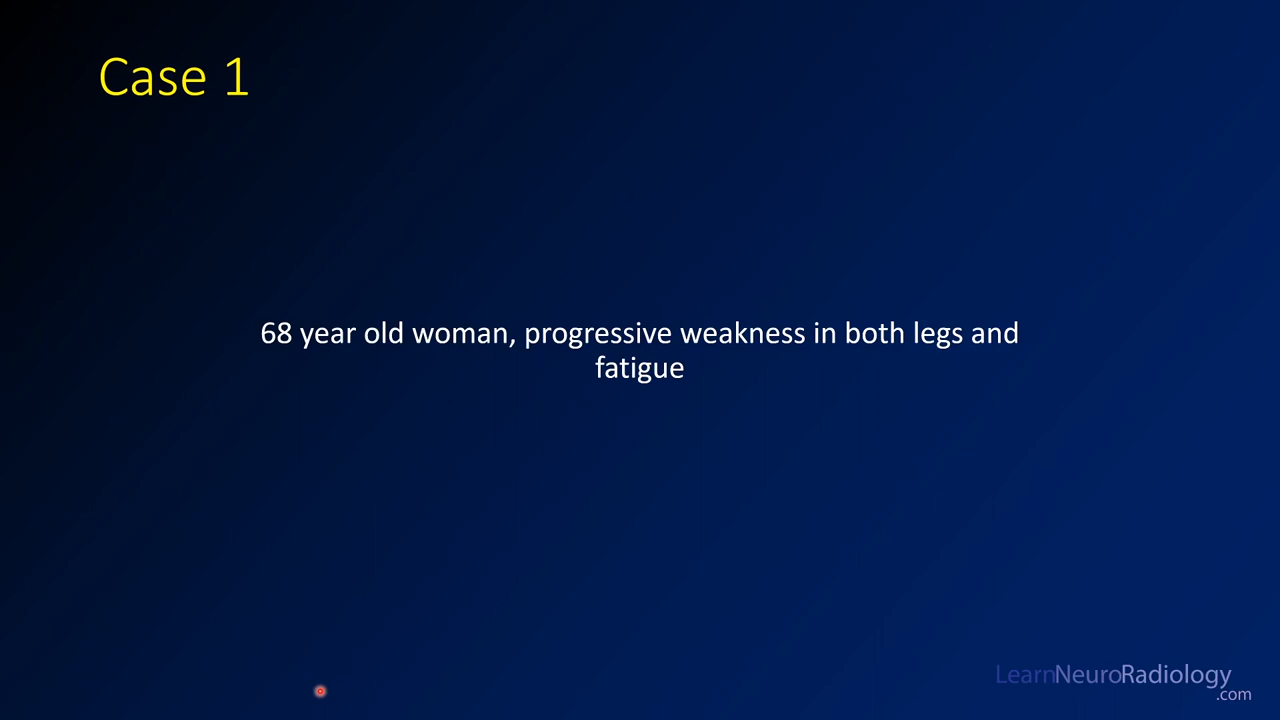 Case 1
68 year old woman, progressive weakness in both legs and
fatigue
LearnNeuroRadiology
.com